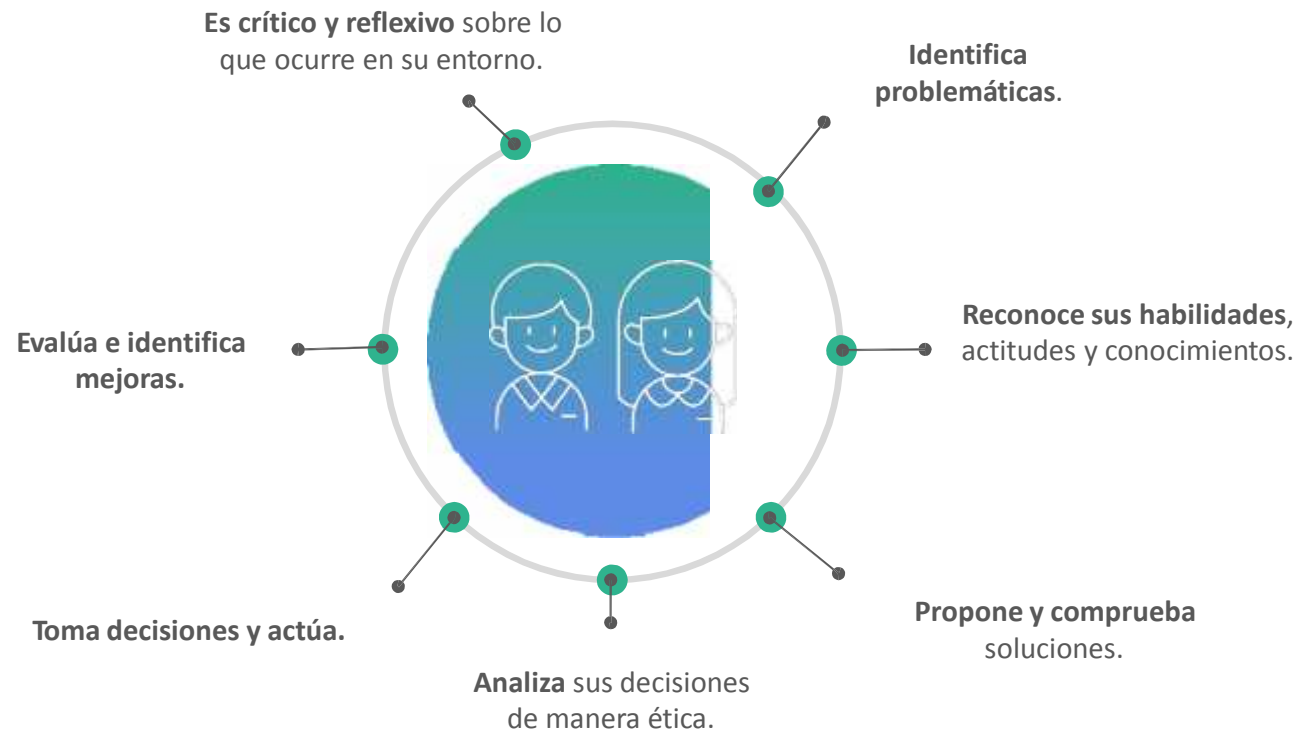 Es crítico y reflexivo sobre lo
que ocurre en su entorno.
Identifica
problemáticas.
Reconoce sus habilidades,
actitudes y conocimientos.
Propone y comprueba
soluciones.
Analiza sus decisiones
de manera ética.
Toma decisiones y actúa.
Evalúa e identifica
mejoras.